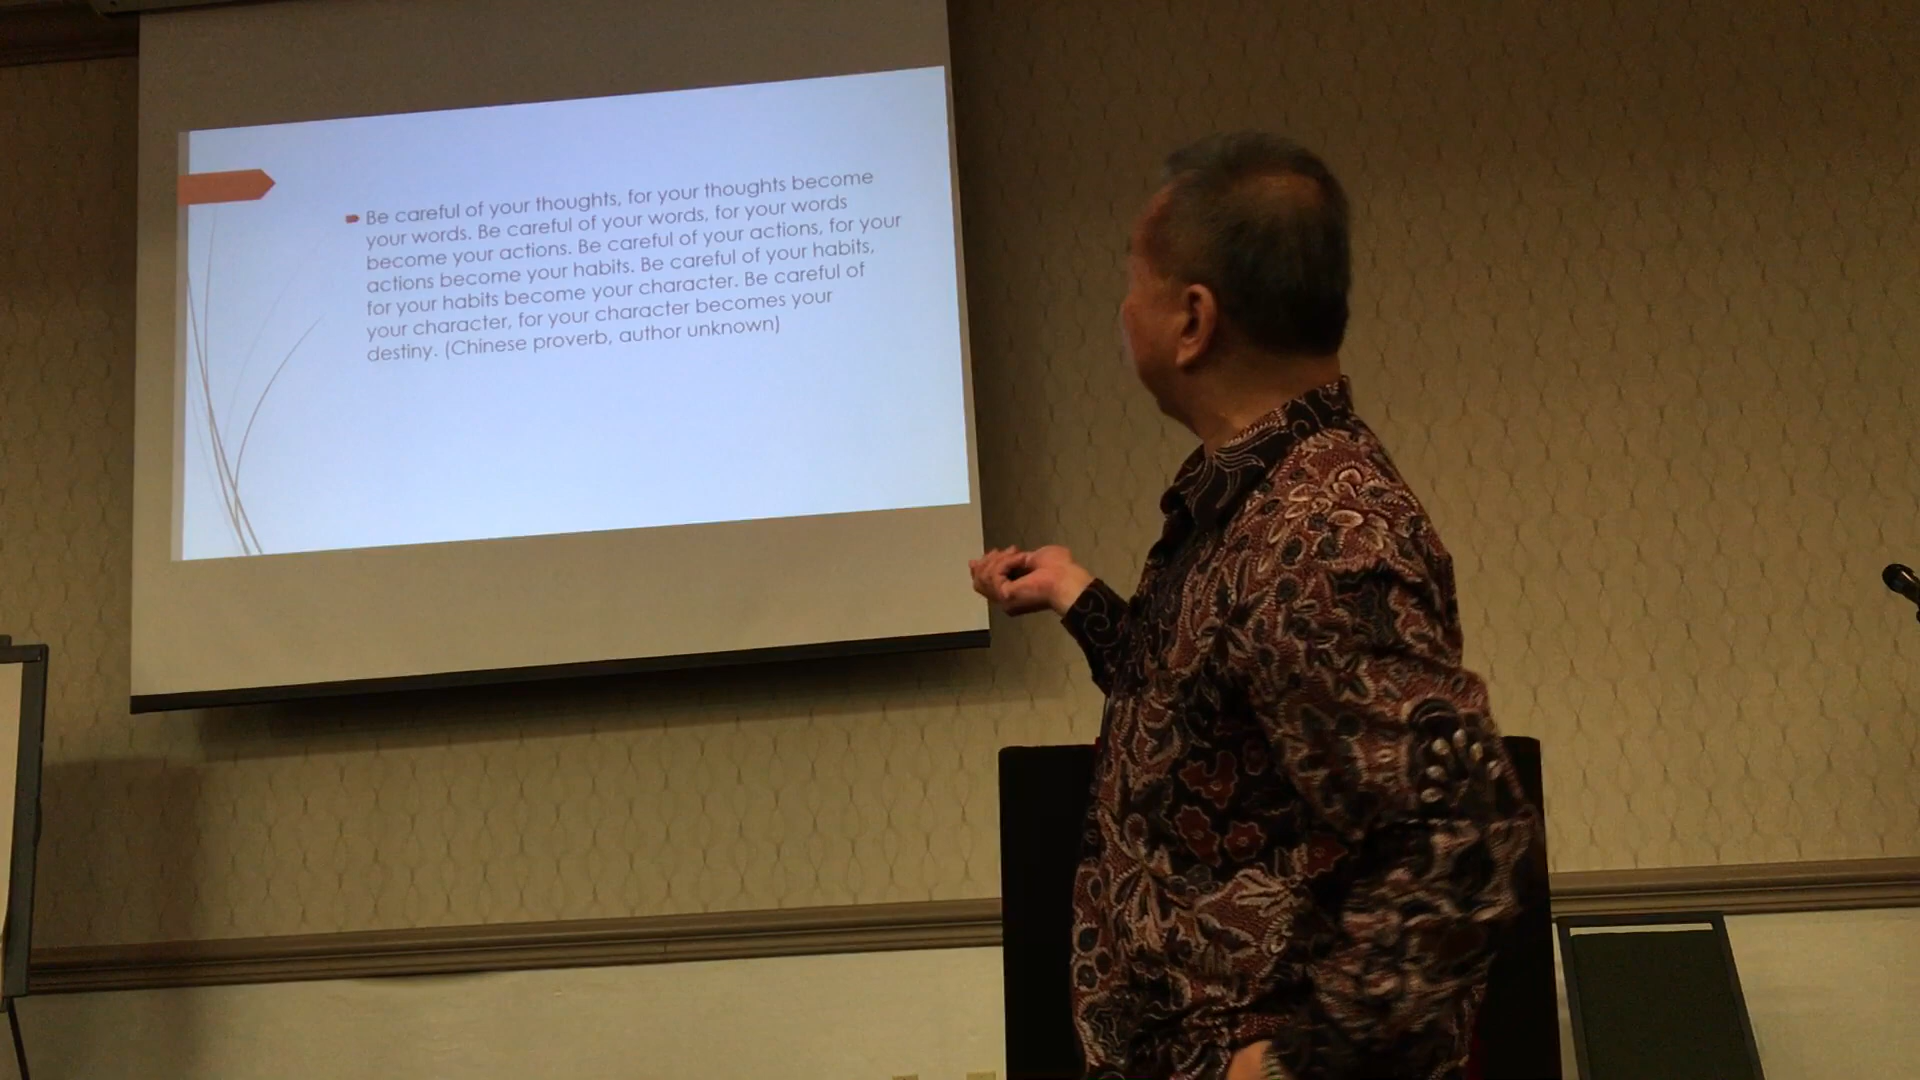 Be careful of your thoughts, for your thoughts become
your words. Be careful of your words, for your words
become your actions. Be careful of your actions, for your
actions become your habits. Be careful of your habits,
for your habits become your character. Be careful of
your character, for your character becomes your
destiny. (Chinese proverb, author unknown)